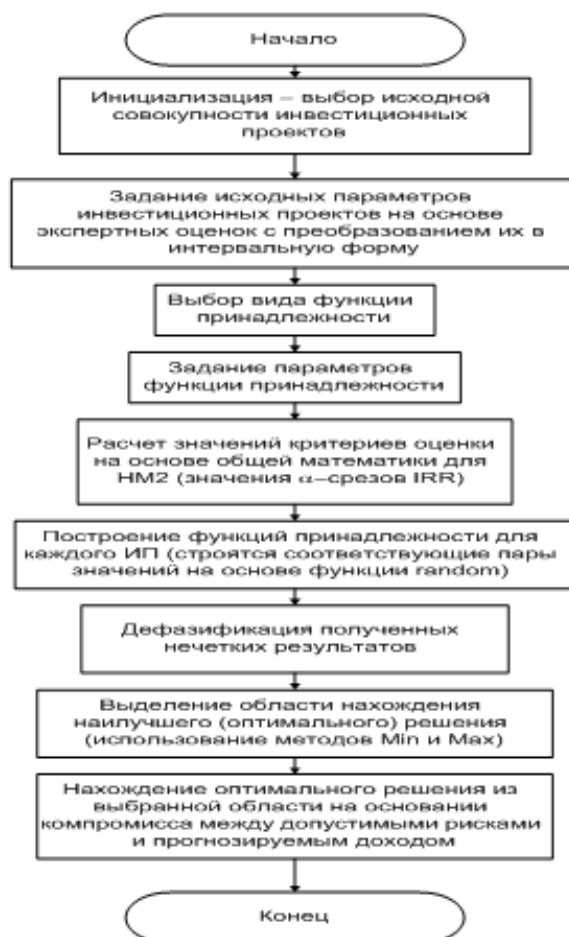 Начало
Инициализация – выбор исходной
совокупности инвестиционных
проектов
Задание исходных параметров
инвестиционных проектов на основе
экспертных оценок с преобразованием их в
интервальную форму
Выбор вида функции
принадлежности
Задание параметров
функции принадлежности
Расчет значений критериев оценки
на основе общей математики для
НМ2 (значения α–срезов IRR)
Построение функций принадлежности для
каждого ИП (строятся соответствующие пары
значений на основе функции random)
Дефазификация полученных
нечетких результатов
Выделение области нахождения
наилучшего (оптимального) решения
(использование методов Min и Max)
Нахождение оптимального решения из
выбранной области на основании
компромисса между допустимыми рисками
и прогнозируемым доходом
Конец